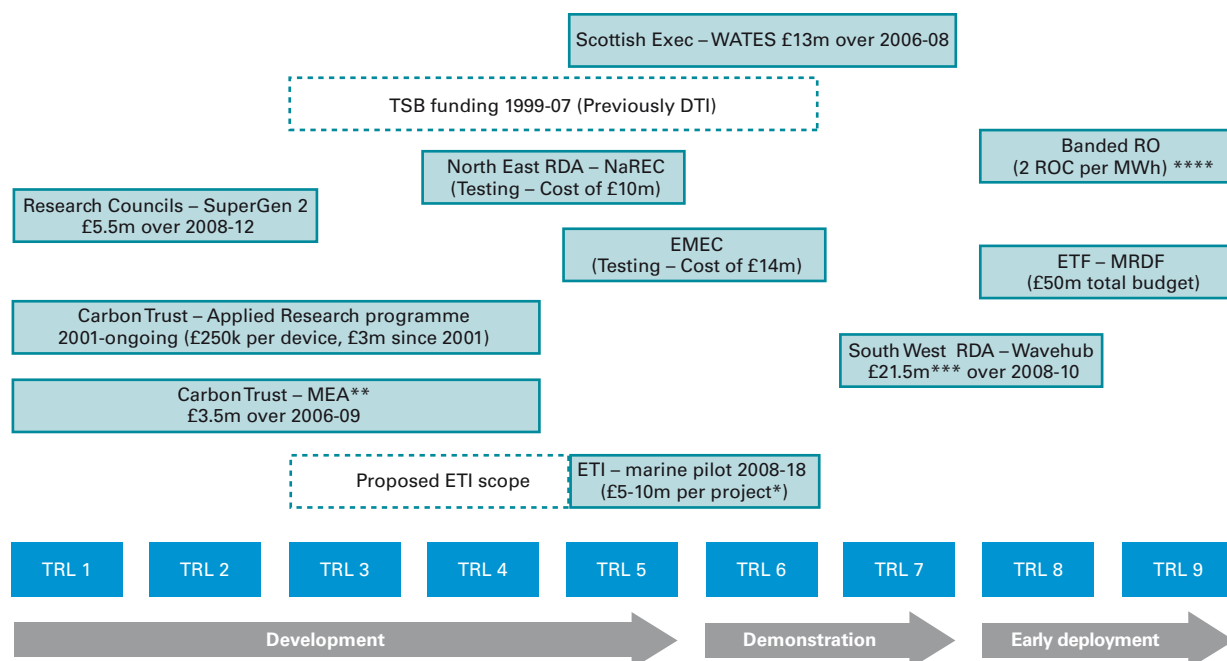 Scottish Exec – WATES £13m over 2006-08
TSB funding 1999-07 (Previously DTI)
Banded RO
(2 ROC per MWh) ****
North East RDA – NaREC
(Testing – Cost of £10m)
Research Councils – SuperGen 2
£5.5m over 2008-12
EMEC
(Testing – Cost of £14m)
ETF – MRDF
(£50m total budget)
Carbon Trust – Applied Research programme
2001-ongoing (£250k per device, £3m since 2001)
South West RDA – Wavehub
£21.5m*** over 2008-10
Carbon Trust – MEA**
£3.5m over 2006-09
Proposed ETI scope
ETI – marine pilot 2008-18
(£5-10m per project*)
TRL 1
TRL 2
TRL 3
TRL 4
TRL 5
TRL 6
TRL 7
TRL 8
TRL 9
Development
Demonstration
Early deployment